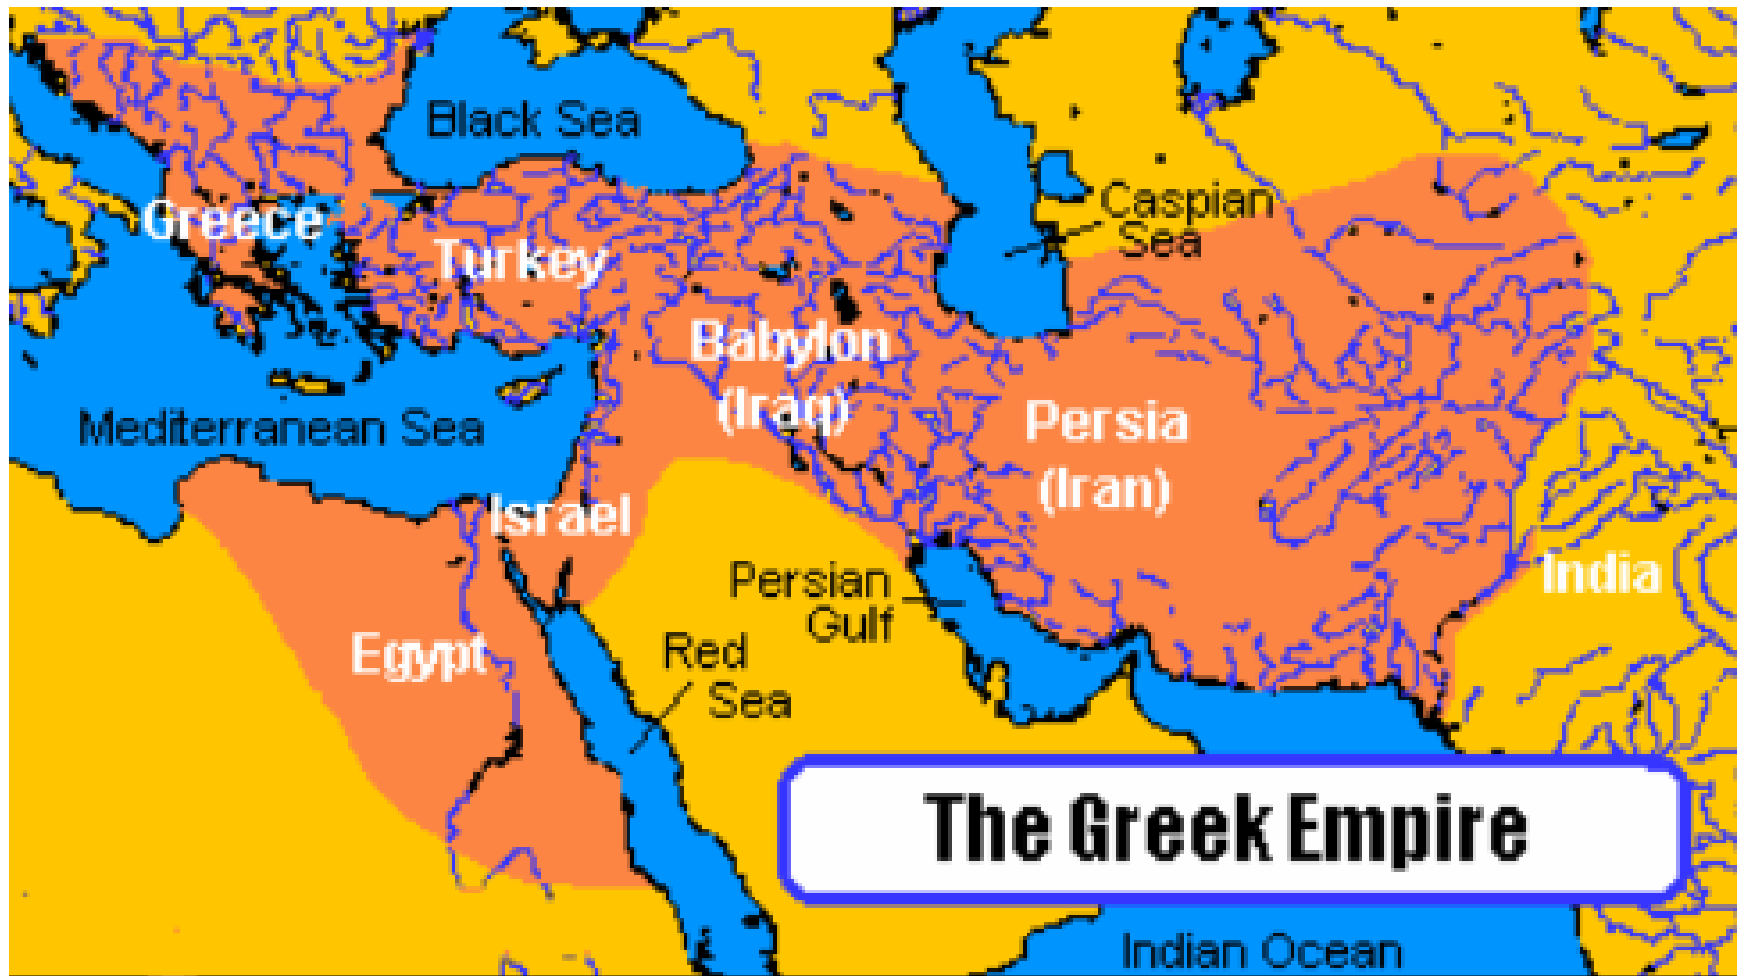 Black Sea
Caspian
Sea
Greece
Turkey
Babylon
(Iraq)
Mediterranean Sea
Persia
(Iran)
Israel
India
Persian
Gulf
Egypt
Red
Sea
The Greek Empire
Indian Ocean